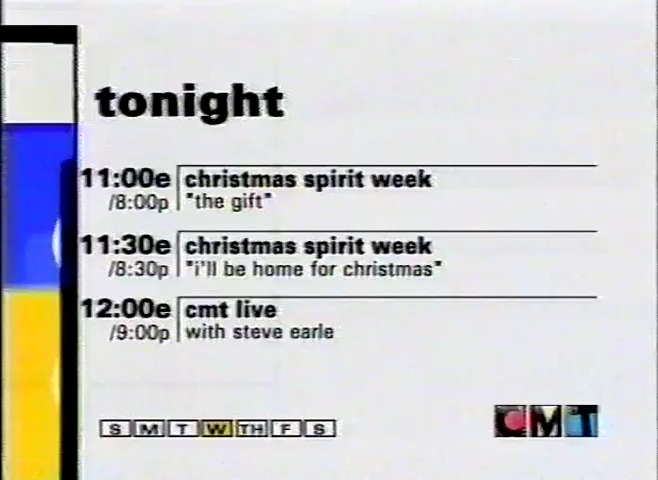 tonight
11:00e christmas spirit week
/8:00p "the gift"
11:30e christmas spirit week
/8:30p "i'll be home for christmas"
12:00e cmt live
/9:00p with steve earle
S M T W TH F S
CMT